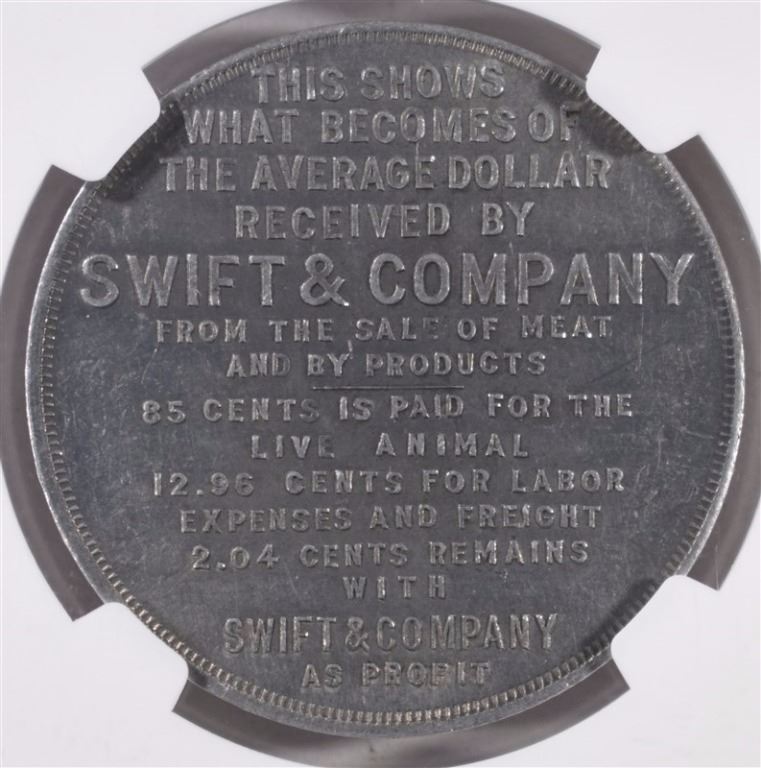 THIS SHOWS
WHAT BECOMES OF
THE AVERAGE DOLLAR
RECEIVED BY
SWIFT & COMPANY
FROM THE SALE OF MEAT
AND BY PRODUCTS
85 CENTS IS PAID FOR THE
LIVE ANIMAL
12.96 CENTS FOR LABOR
EXPENSES AND FREIGHT
2.04 CENTS REMAINS
WITH
SWIFT & COMPANY
AS PROFIT